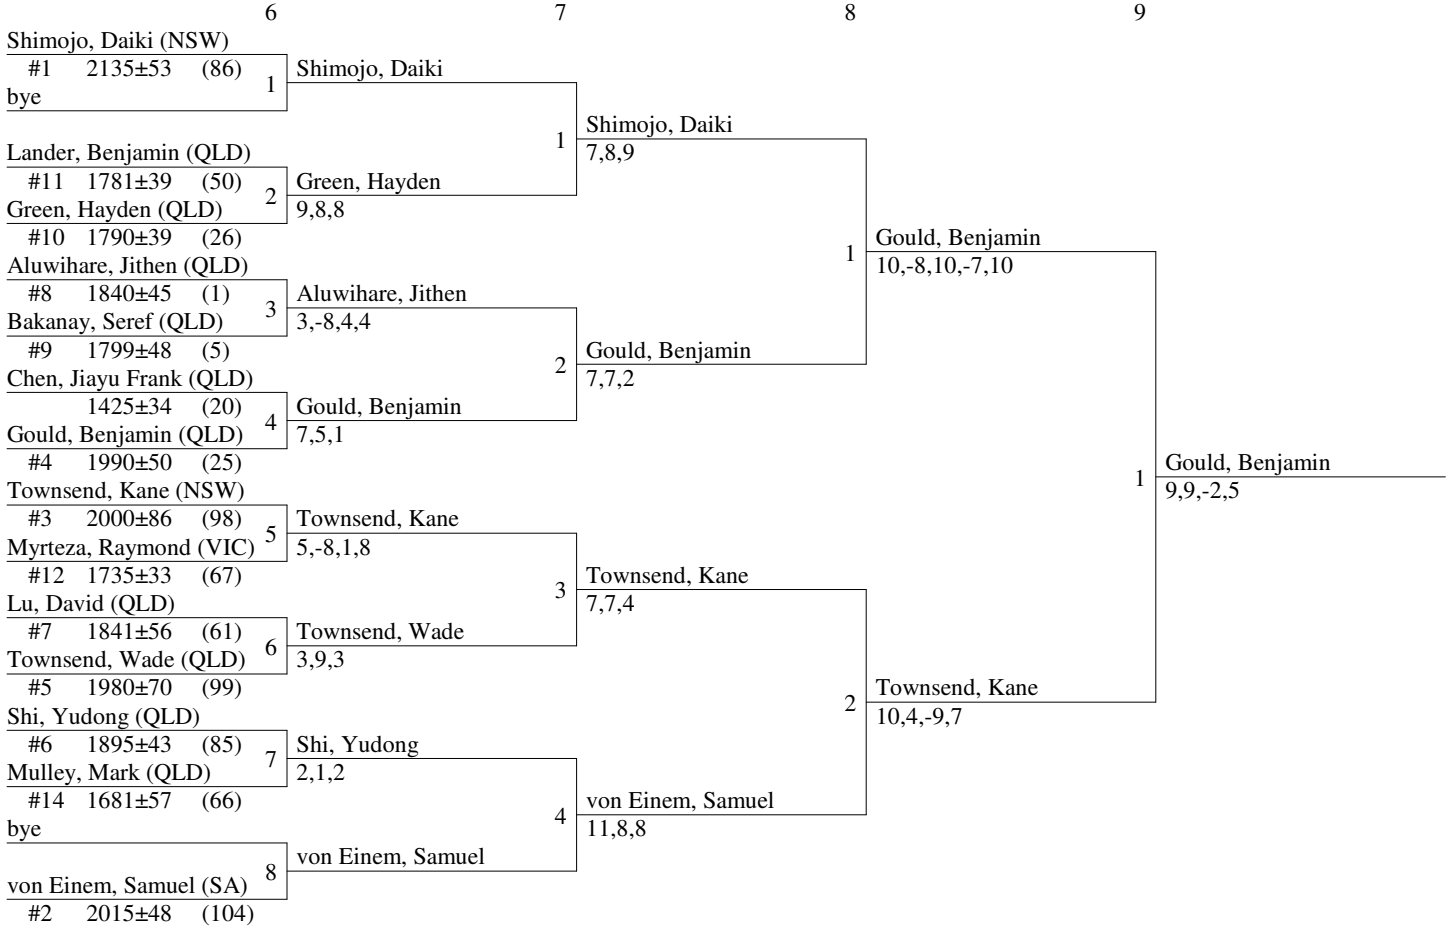 6 7 8 9
Shimojo, Daiki (NSW)
#1 2135±53 (86)
1
Shimojo, Daiki
bye
1
Shimojo, Daiki
7,8,9
Lander, Benjamin (QLD)
#11 1781±39 (50)
2
Green, Hayden
9,8,8
Green, Hayden (QLD)
#10 1790±39 (26)
1
Gould, Benjamin
10,-8,10,-7,10
Aluwihare, Jithen (QLD)
#8 1840±45 (1)
3
Aluwihare, Jithen
3,-8,4,4
Bakanay, Seref (QLD)
#9 1799±48 (5)
2
Gould, Benjamin
7,7,2
Chen, Jiayu Frank (QLD)
1425±34 (20)
4
Gould, Benjamin
7,5,1
Gould, Benjamin (QLD)
#4 1990±50 (25)
1
Gould, Benjamin
9,9,-2,5
Townsend, Kane (NSW)
#3 2000±86 (98)
5
Townsend, Kane
5,-8,1,8
Myrteza, Raymond (VIC)
#12 1735±33 (67)
3
Townsend, Kane
7,7,4
Lu, David (QLD)
#7 1841±56 (61)
6
Townsend, Wade
3,9,3
Townsend, Wade (QLD)
#5 1980±70 (99)
2
Townsend, Kane
10,4,-9,7
Shi, Yudong (QLD)
#6 1895±43 (85)
7
Shi, Yudong
2,1,2
Mulley, Mark (QLD)
#14 1681±57 (66)
4
von Einem, Samuel
11,8,8
bye
8
von Einem, Samuel
von Einem, Samuel (SA)
#2 2015±48 (104)